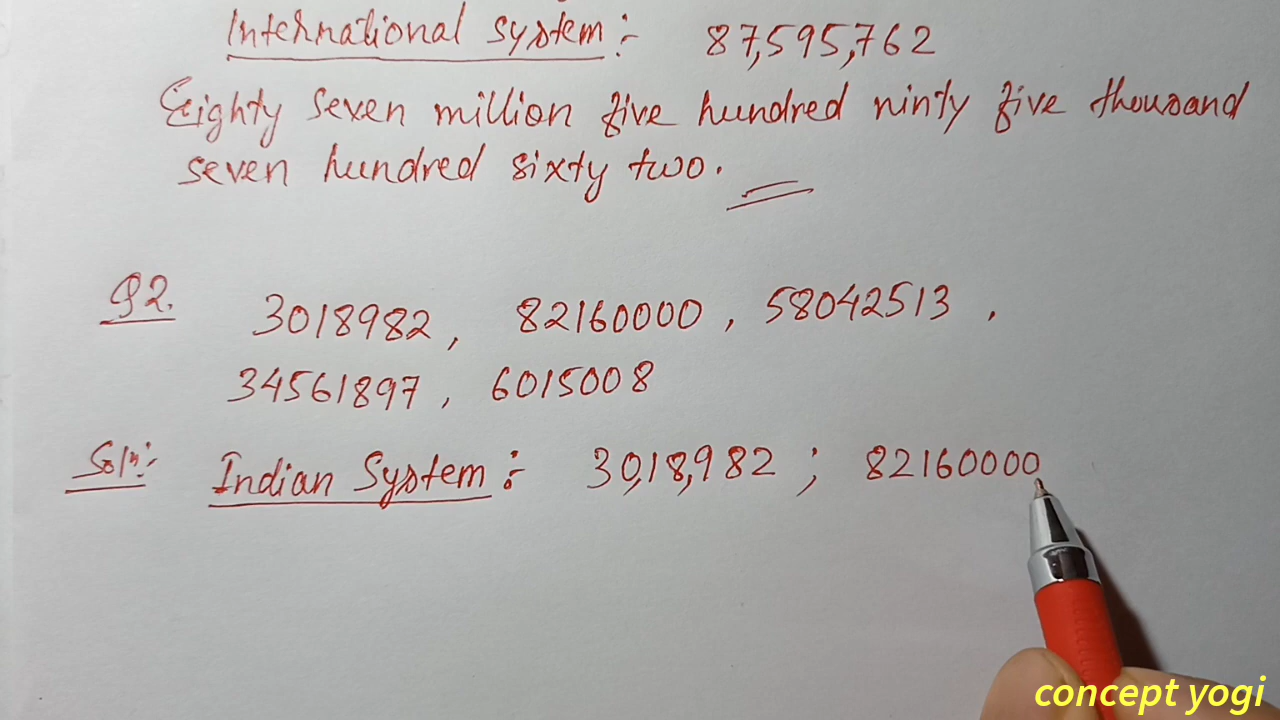 International system :- 87,595,762
Eighty seven million five hundred ninty five thousand
seven hundred sixty two.
Q2. 3018982, 82160000, 58042513,
34561897, 6015008
Soln:- Indian System :- 30,18,982 ; 82160000
concept yogi